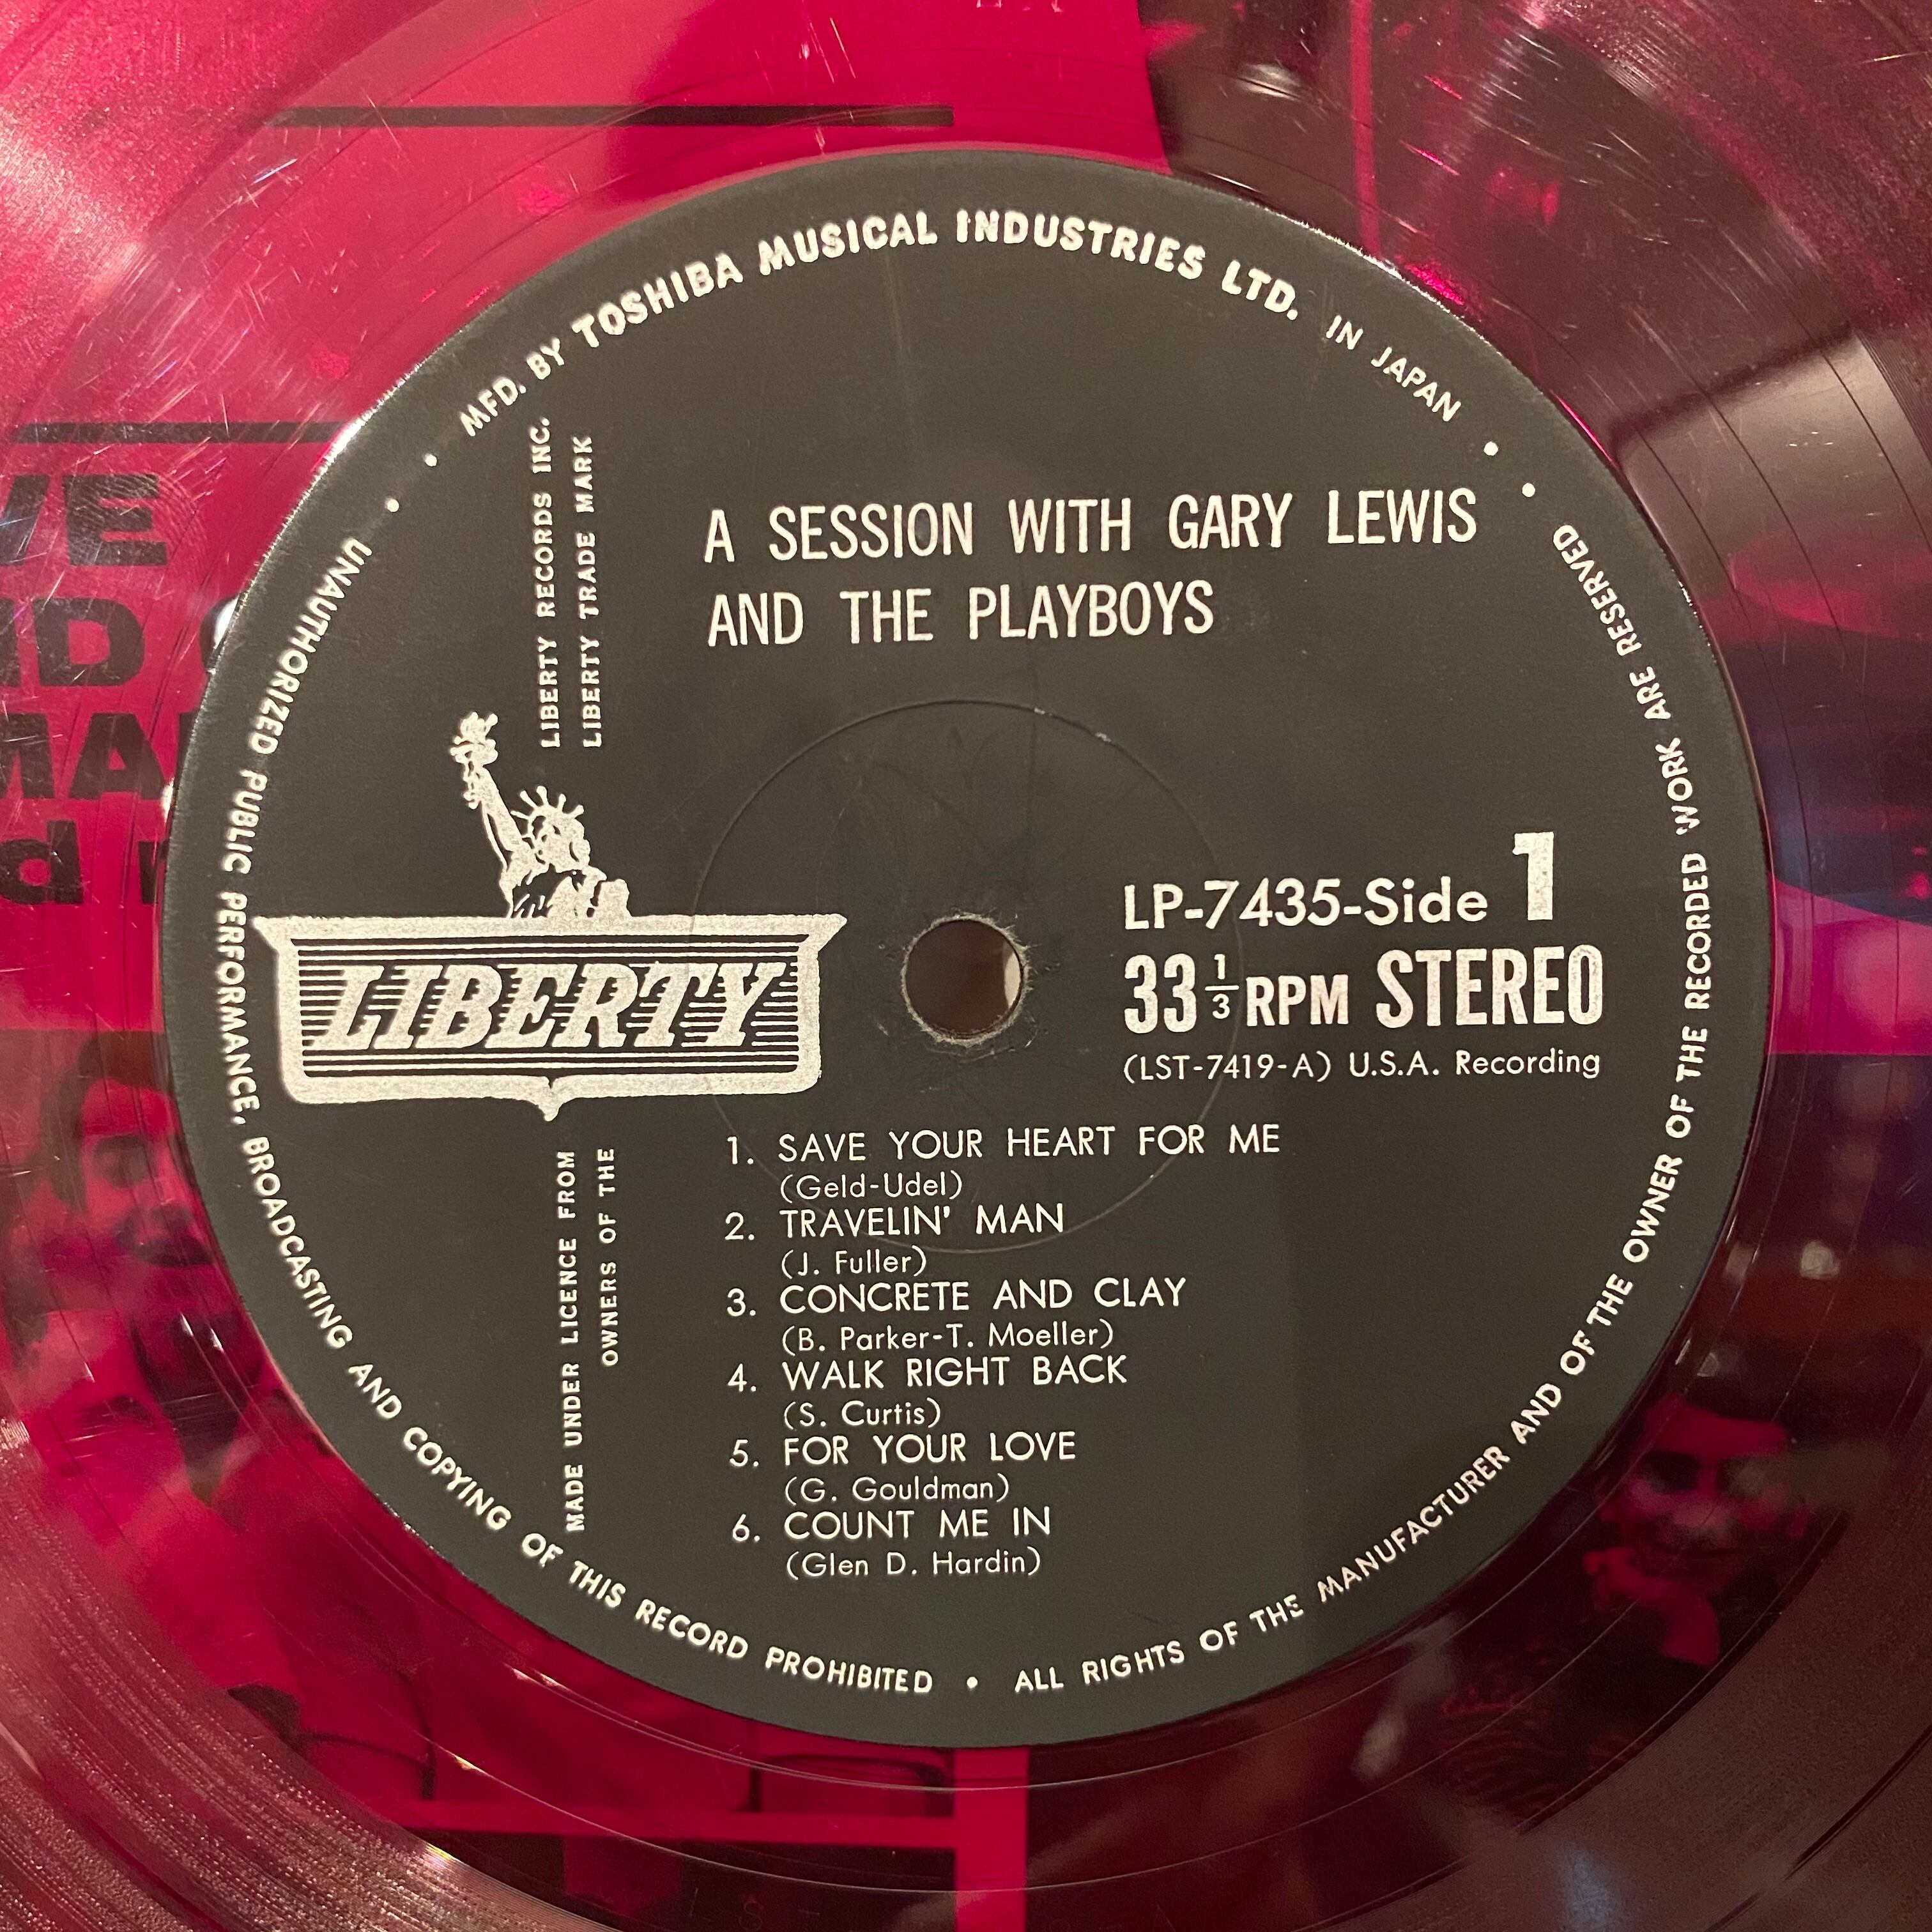 MFD. BY TOSHIBA MUSICAL INDUSTRIES LTD. IN JAPAN
LIBERTY RECORDS INC.
LIBERTY TRADE MARK
A SESSION WITH GARY LEWIS
AND THE PLAYBOYS
LIBERTY
LP-7435-Side 1
33 1/3 RPM STEREO
(LST-7419-A) U.S.A. Recording
1. SAVE YOUR HEART FOR ME
(Geld-Udel)
2. TRAVELIN' MAN
(J. Fuller)
3. CONCRETE AND CLAY
(B. Parker-T. Moeller)
4. WALK RIGHT BACK
(S. Curtis)
5. FOR YOUR LOVE
(G. Gouldman)
6. COUNT ME IN
(Glen D. Hardin)
MADE UNDER LICENCE FROM
OWNERS OF THE
UNAUTHORIZED PUBLIC PERFORMANCE, BROADCASTING AND COPYING OF THIS RECORD PROHIBITED • ALL RIGHTS OF THE MANUFACTURER AND OF THE OWNER OF THE RECORDED WORK ARE RESERVED